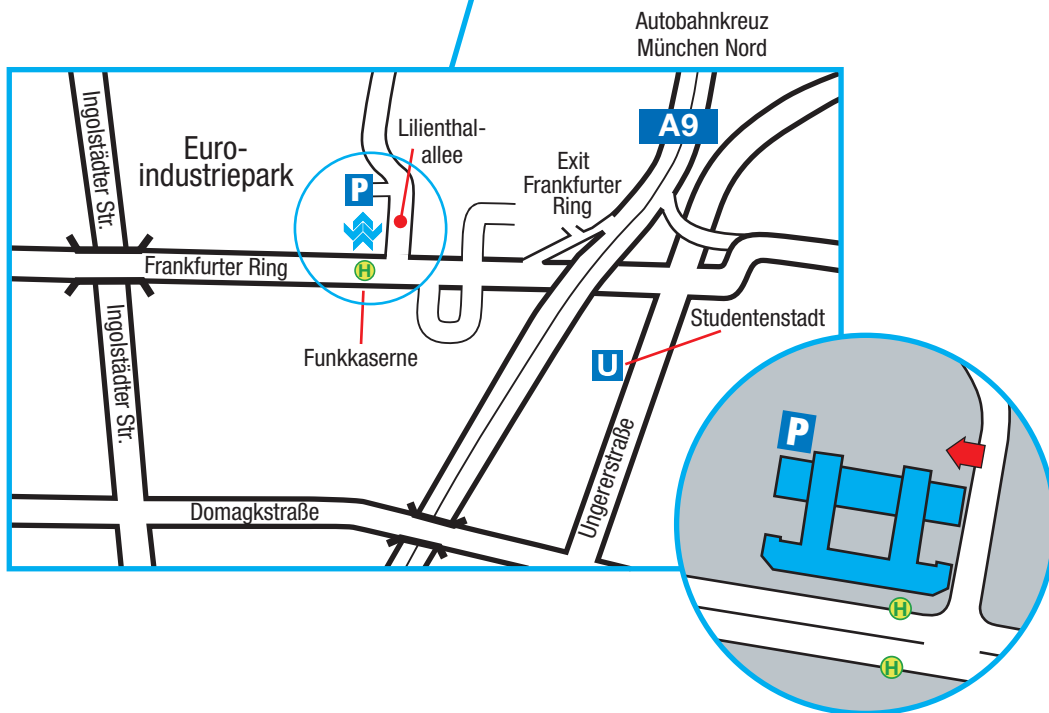 Autobahnkreuz
München Nord
A9
Ingolstädter Str.
Euro-
industriepark
Lilienthal-
allee
P
Exit
Frankfurter
Ring
Frankfurter Ring
H
Funkkaserne
Ingolstädter Str.
Studentenstadt
U
Ungererstraße
Domagkstraße
P
H
H